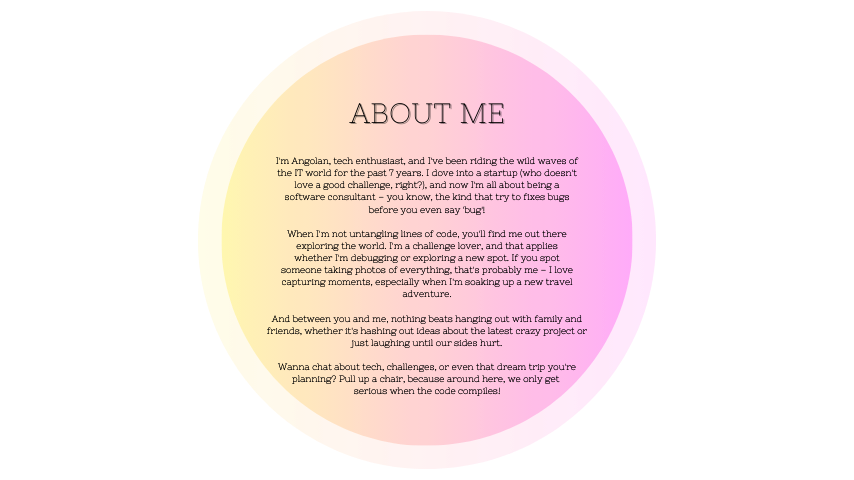 ABOUT ME
I'm Angolan, tech enthusiast, and I've been riding the wild waves of
the IT world for the past 7 years. I dove into a startup (who doesn't
love a good challenge, right?), and now I'm all about being a
software consultant – you know, the kind that try to fixes bugs
before you even say 'bug'!
When I'm not untangling lines of code, you'll find me out there
exploring the world. I'm a challenge lover, and that applies
whether I'm debugging or exploring a new spot. If you spot
someone taking photos of everything, that's probably me – I love
capturing moments, especially when I'm soaking up a new travel
adventure.
And between you and me, nothing beats hanging out with family and
friends, whether it's hashing out ideas about the latest crazy project or
just laughing until our sides hurt.
Wanna chat about tech, challenges, or even that dream trip you're
planning? Pull up a chair, because around here, we only get
serious when the code compiles!